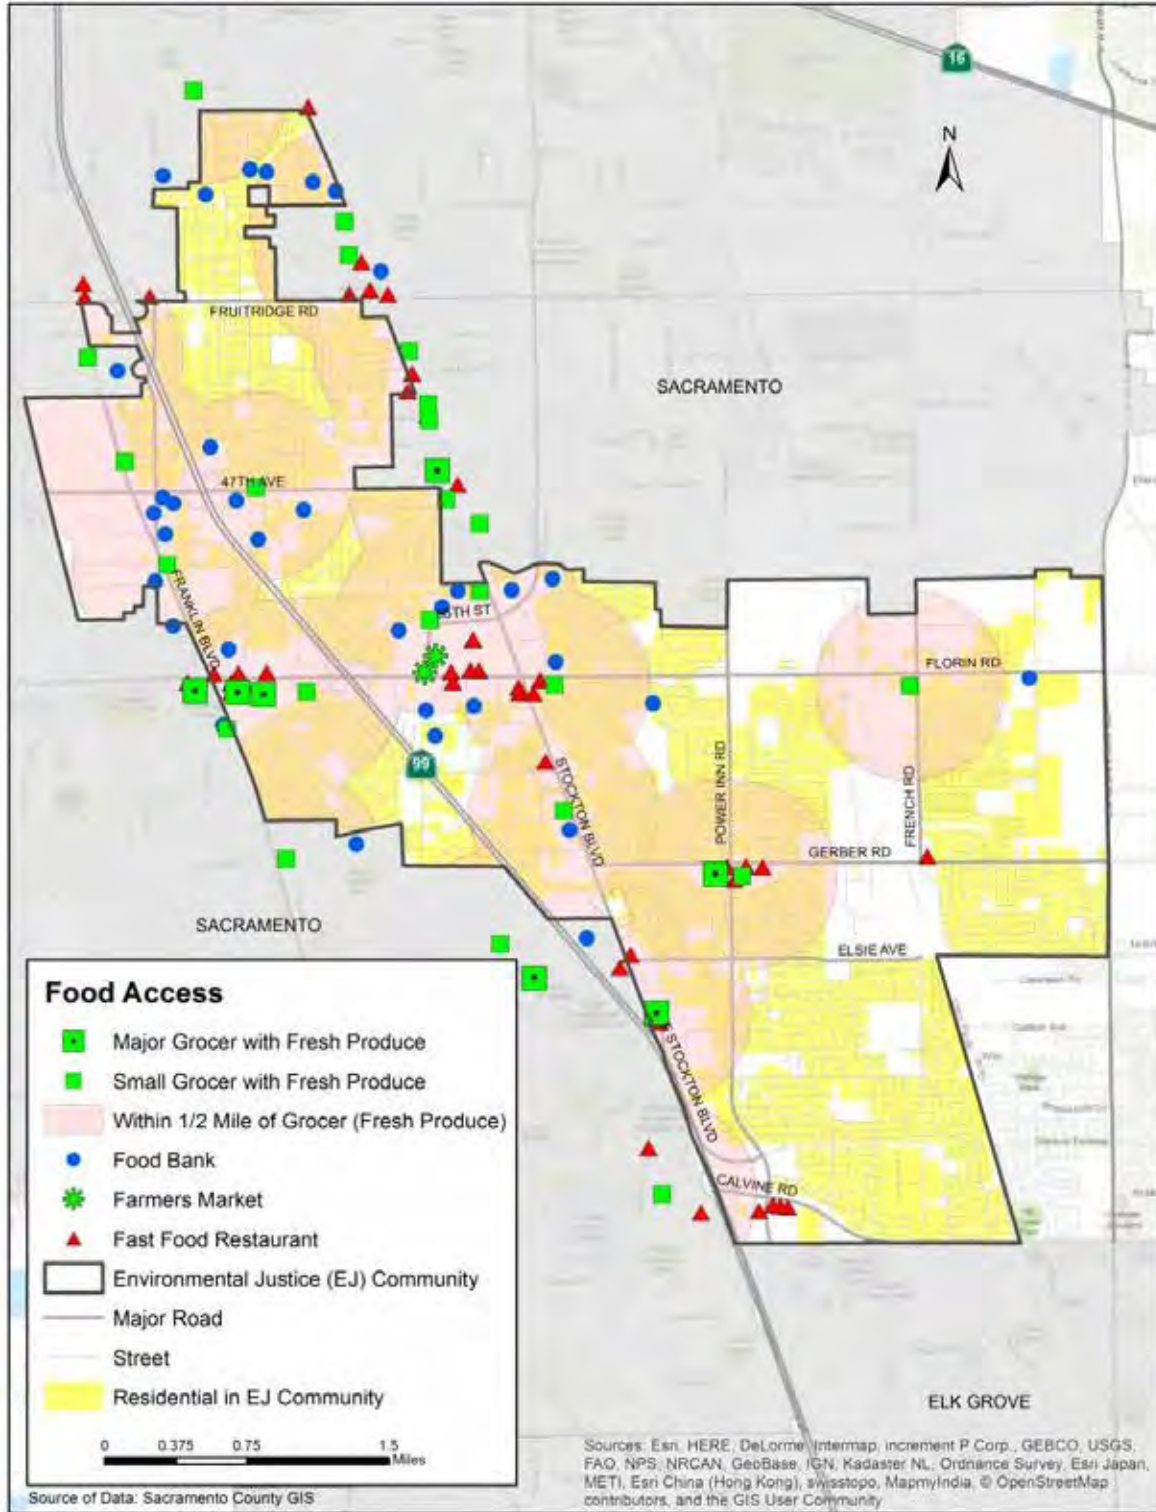 16
N
FRUITRIDGE RD
SACRAMENTO
47TH AVE
FRANKLIN BLVD
65TH ST
FLORIN RD
99
STOCKTON BLVD
POWER INN RD
FRENCH RD
GERBER RD
SACRAMENTO
ELSIE AVE
E STOCKTON BLVD
CALVINE RD
ELK GROVE
Food Access
Major Grocer with Fresh Produce
Small Grocer with Fresh Produce
Within 1/2 Mile of Grocer (Fresh Produce)
Food Bank
Farmers Market
Fast Food Restaurant
Environmental Justice (EJ) Community
Major Road
Street
Residential in EJ Community
0 0.375 0.75 1.5
Miles
Source of Data: Sacramento County GIS
Sources: Esri, HERE, DeLorme, Intermap, increment P Corp., GEBCO, USGS,
FAO, NPS, NRCAN, GeoBase, IGN, Kadaster NL, Ordnance Survey, Esri Japan,
METI, Esri China (Hong Kong), swisstopo, MapmyIndia, © OpenStreetMap
contributors, and the GIS User Community